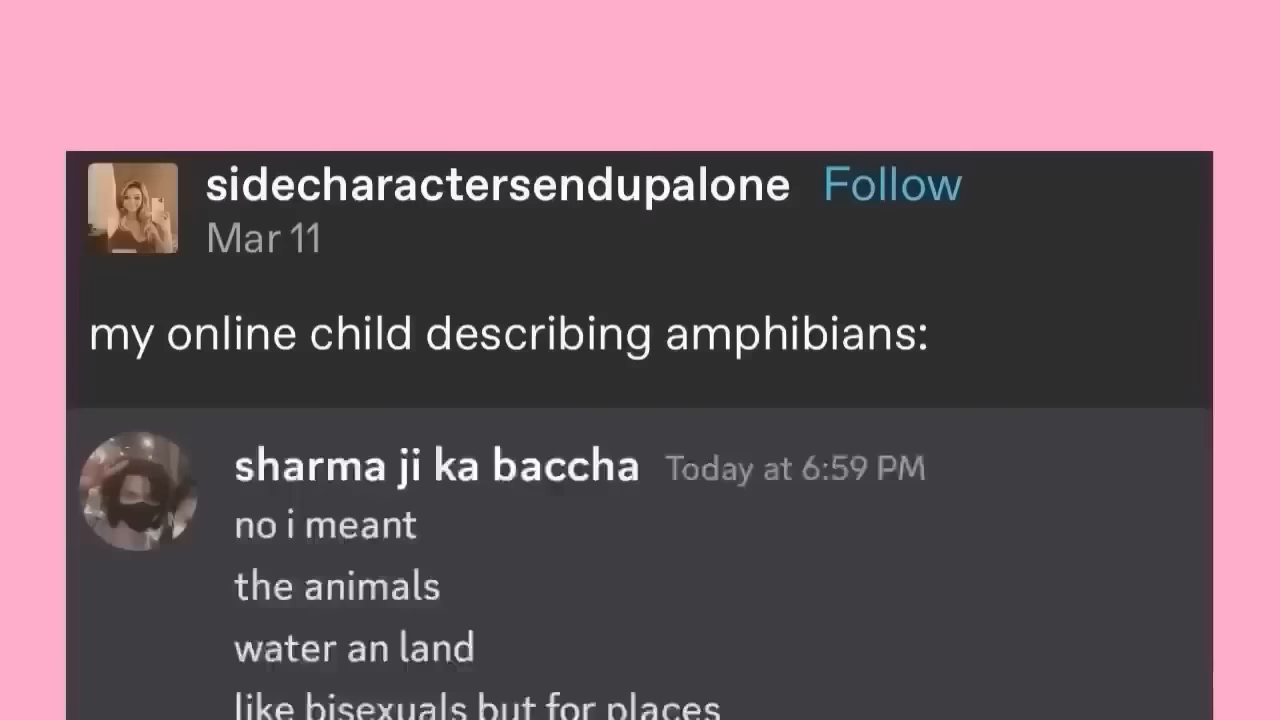 sidecharactersendupalone Follow
Mar 11
my online child describing amphibians:
sharma ji ka baccha Today at 6:59 PM
no i meant
the animals
water an land
like bisexuals but for places